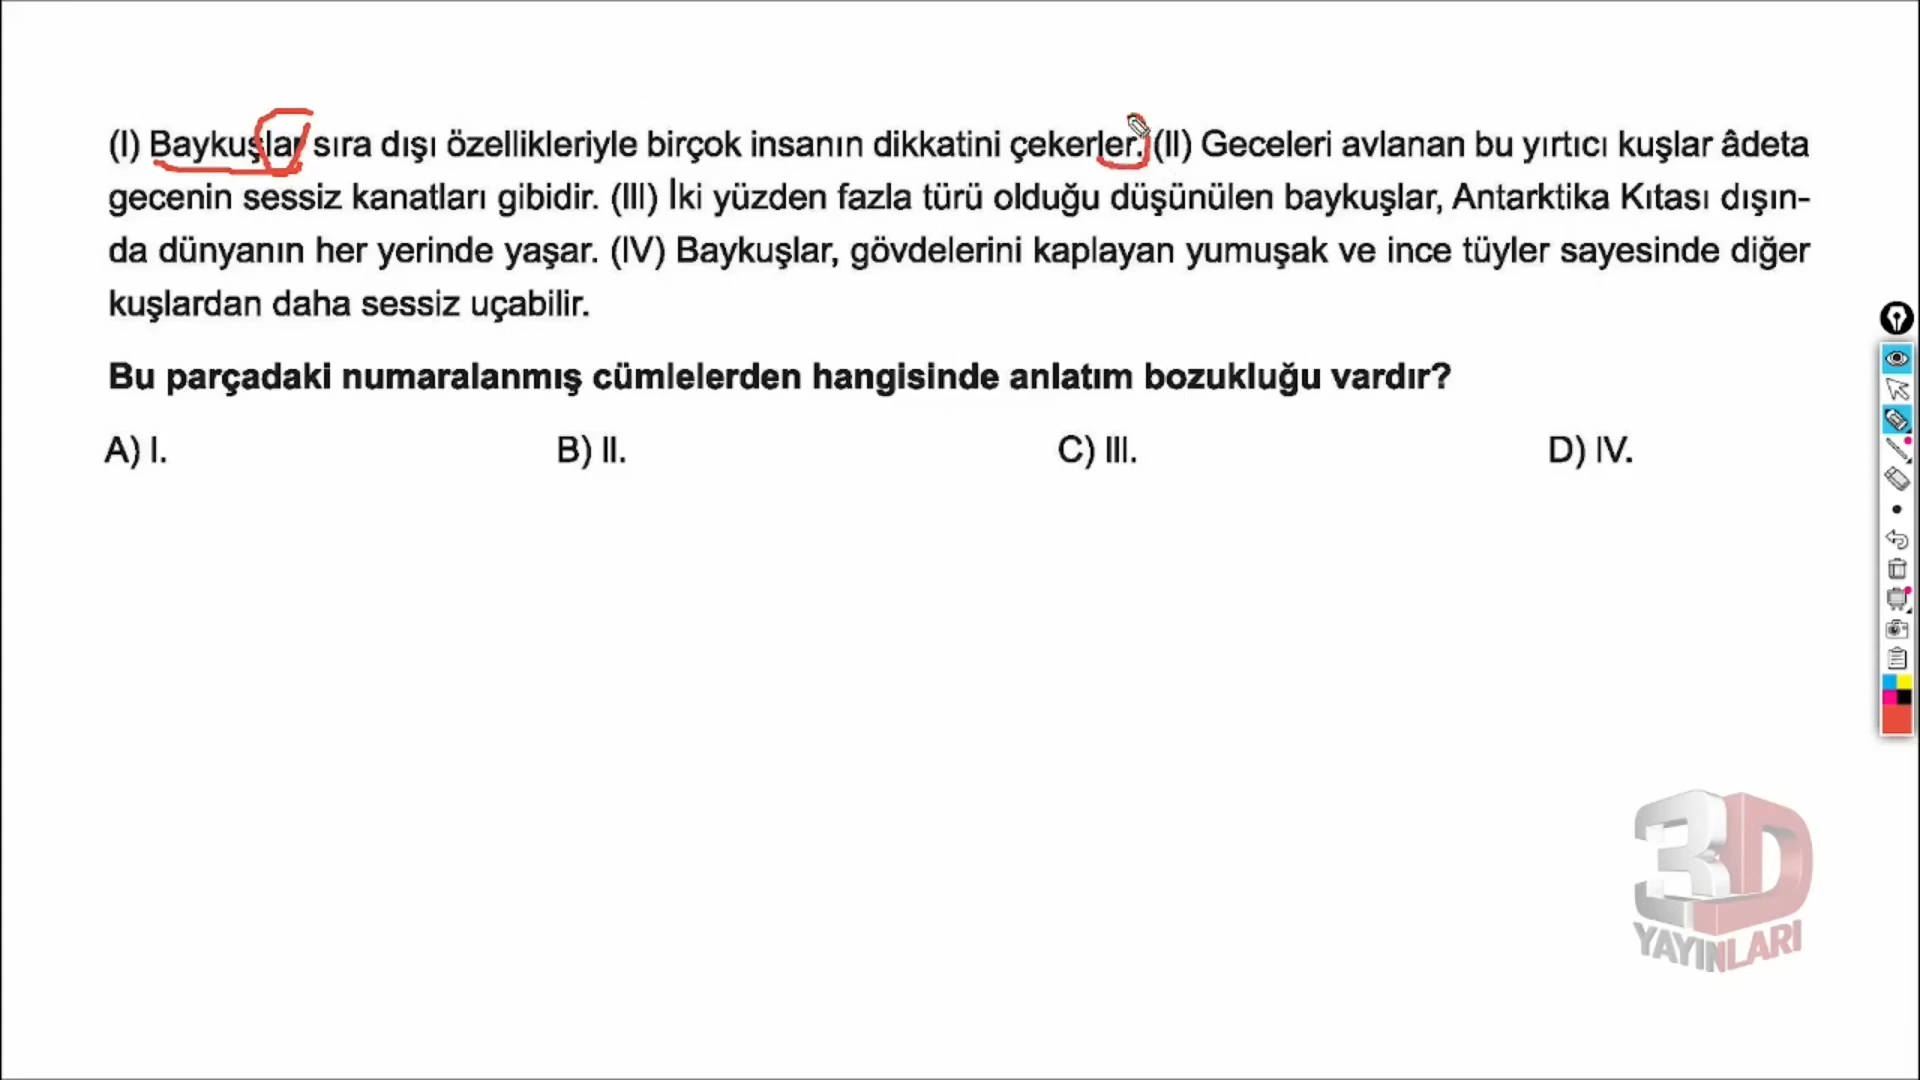 (I) Baykuşlar sıra dışı özellikleriyle birçok insanın dikkatini çekerler. (II) Geceleri avlanan bu yırtıcı kuşlar âdeta
gecenin sessiz kanatları gibidir. (III) İki yüzden fazla türü olduğu düşünülen baykuşlar, Antarktika Kıtası dışın-
da dünyanın her yerinde yaşar. (IV) Baykuşlar, gövdelerini kaplayan yumuşak ve ince tüyler sayesinde diğer
kuşlardan daha sessiz uçabilir.
Bu parçadaki numaralanmış cümlelerden hangisinde anlatım bozukluğu vardır?
A) I. B) II. C) III. D) IV.
3D
YAYINLARI